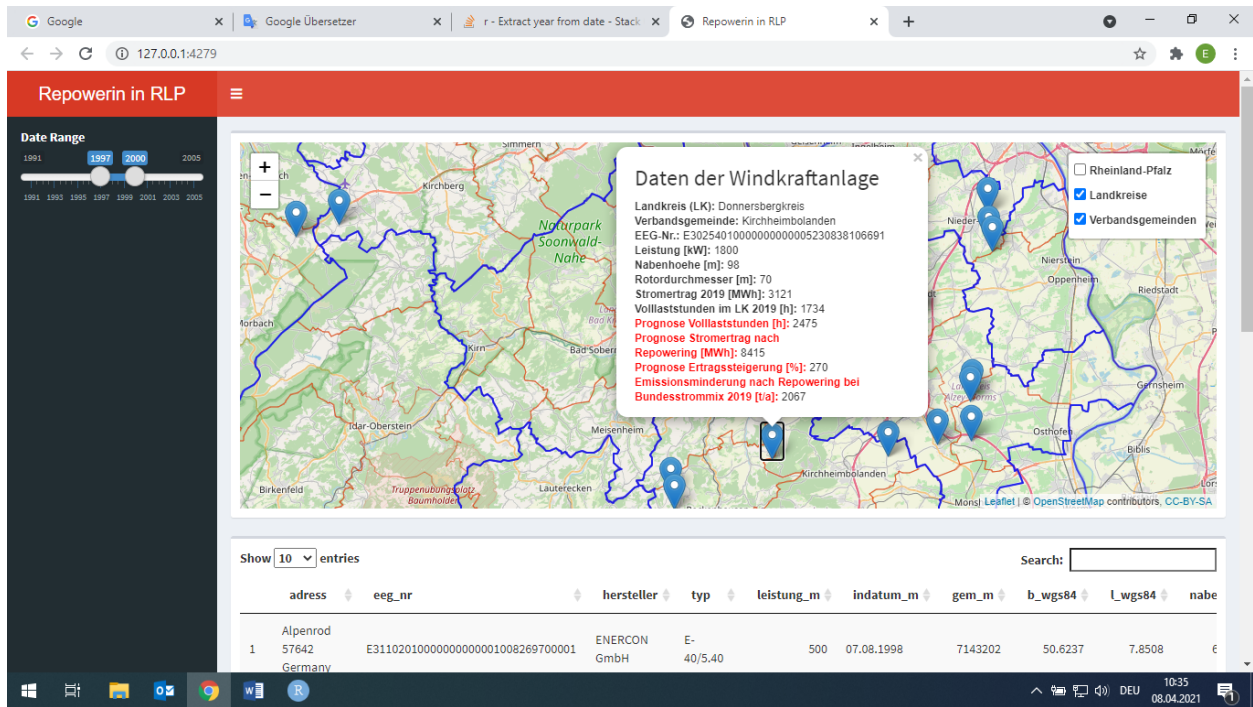 Google
Google Übersetzer
r - Extract year from date - Stack
Repowerin in RLP
127.0.0.1:4279
E
Repowerin in RLP
Date Range
1991 1997 2000 2005
1991 1993 1995 1997 1999 2001 2003 2005
+
−
Simmern
Kirchberg
Naturpark
Soonwald-
Nahe
Morbach
Kirn
Bad Sobern
Idar-Oberstein
Meisenheim
Birkenfeld
Truppenübungsplatz
Baumholder
Lauterecken
Kirchheimbolanden
Nierstein
Oppenheim
Riedstadt
Gernsheim
Alzey-Worms
Osthofen
Biblis
Daten der Windkraftanlage
×
Landkreis (LK): Donnersbergkreis
Verbandsgemeinde: Kirchheimbolanden
EEG-Nr.: E30254010000000000005230838106691
Leistung [kW]: 1800
Nabenhoehe [m]: 98
Rotordurchmesser [m]: 70
Stromertrag 2019 [MWh]: 3121
Volllaststunden im LK 2019 [h]: 1734
Prognose Volllaststunden [h]: 2475
Prognose Stromertrag nach
Repowering [MWh]: 8415
Prognose Ertragssteigerung [%]: 270
Emissionsminderung nach Repowering bei
Bundesstrommix 2019 [t/a]: 2067
Rheinland-Pfalz
Landkreise
Verbandsgemeinden
Leaflet | © OpenStreetMap contributors, CC-BY-SA
Show 10 entries
Search:
adress eeg_nr hersteller typ leistung_m indatum_m gem_m b_wgs84 l_wgs84 nabe
Alpenrod
1 57642 E31102010000000000001008269700001 ENERCON E- 500 07.08.1998 7143202 50.6237 7.8508 6
Germany GmbH 40/5.40
DEU
10:35
08.04.2021